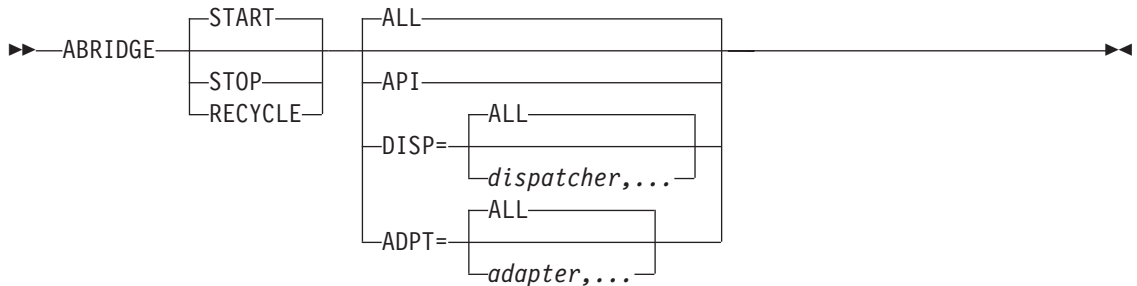 START ALL
►►—ABRIDGE ►◄
STOP API
RECYCLE ALL
DISP=
dispatcher,...
ALL
ADPT=
adapter,...